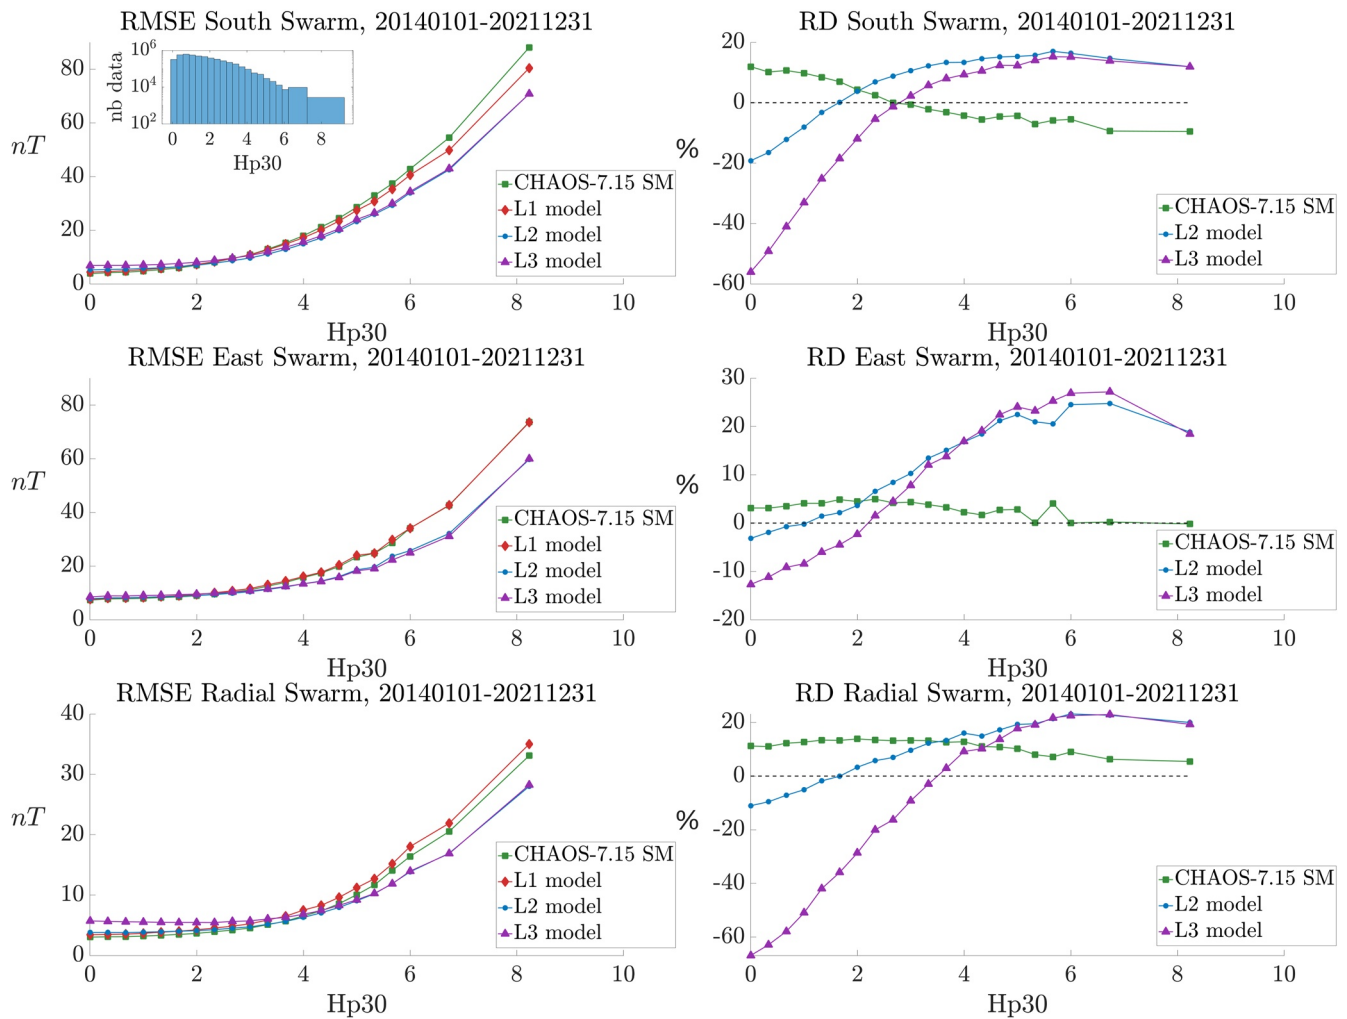 RMSE South Swarm, 20140101-20211231
80
60
40
20
0
nT
0 2 4 6 8 10
Hp30
10^6
10^4
10^2
nb data
0 2 4 6 8
Hp30
CHAOS-7.15 SM
L1 model
L2 model
L3 model
RD South Swarm, 20140101-20211231
20
0
-20
-40
-60
%
0 2 4 6 8 10
Hp30
CHAOS-7.15 SM
L2 model
L3 model
RMSE East Swarm, 20140101-20211231
80
60
40
20
0
nT
0 2 4 6 8 10
Hp30
CHAOS-7.15 SM
L1 model
L2 model
L3 model
RD East Swarm, 20140101-20211231
30
20
10
0
-10
-20
%
0 2 4 6 8 10
Hp30
CHAOS-7.15 SM
L2 model
L3 model
RMSE Radial Swarm, 20140101-20211231
40
30
20
10
0
nT
0 2 4 6 8 10
Hp30
CHAOS-7.15 SM
L1 model
L2 model
L3 model
RD Radial Swarm, 20140101-20211231
20
0
-20
-40
-60
%
0 2 4 6 8 10
Hp30
CHAOS-7.15 SM
L2 model
L3 model